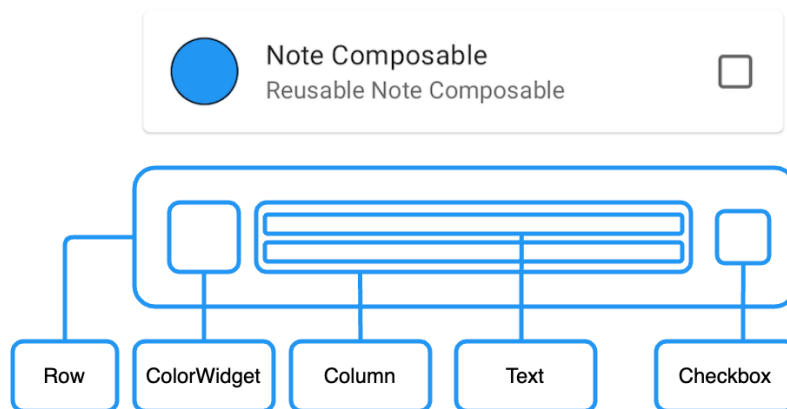 Note Composable
Reusable Note Composable
Row
ColorWidget
Column
Text
Checkbox